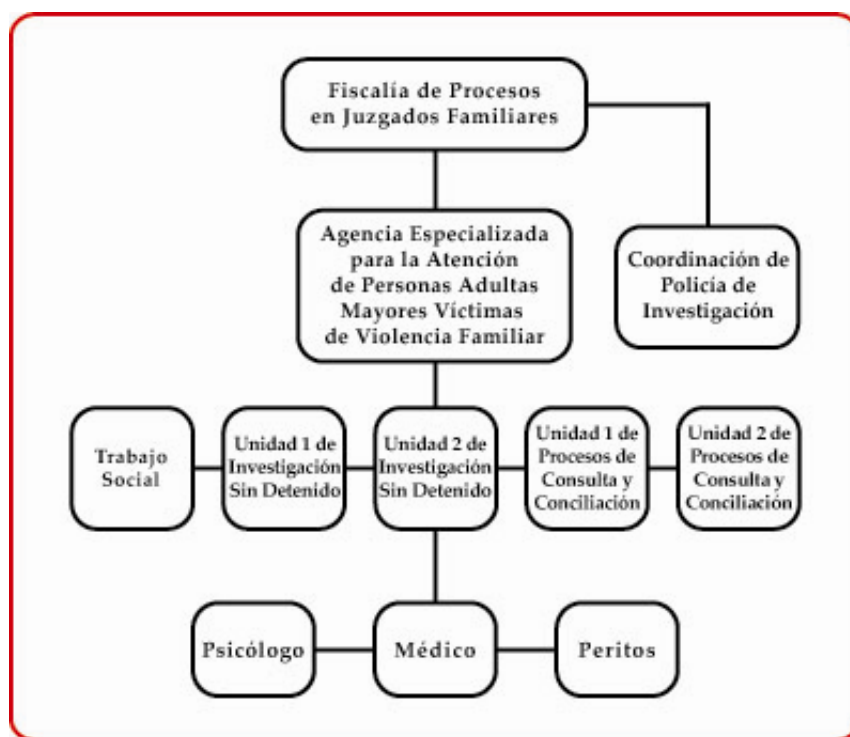 Fiscalía de Procesos
en Juzgados Familiares
Agencia Especializada
para la Atención
de Personas Adultas
Mayores Víctimas
de Violencia Familiar
Coordinación de
Policía de
Investigación
Trabajo
Social
Unidad 1 de
Investigación
Sin Detenido
Unidad 2 de
Investigación
Sin Detenido
Unidad 1 de
Procesos de
Consulta y
Conciliación
Unidad 2 de
Procesos de
Consulta y
Conciliación
Psicólogo
Médico
Peritos